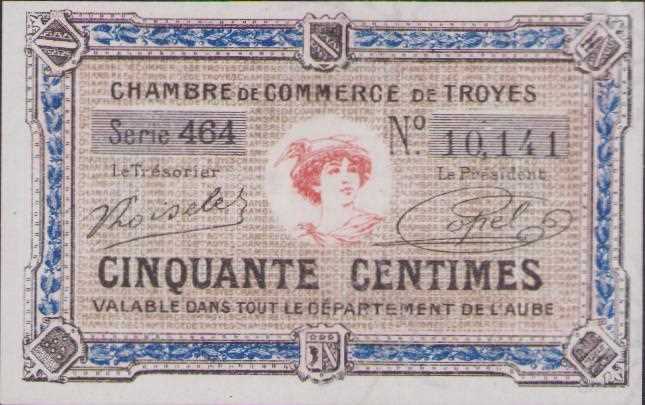 CHAMBRE DE COMMERCE DE TROYES
Serie 464 Nº 10,141
Le Trésorier Le Président
CINQUANTE CENTIMES
VALABLE DANS TOUT LE DÉPARTEMENT DE L'AUBE